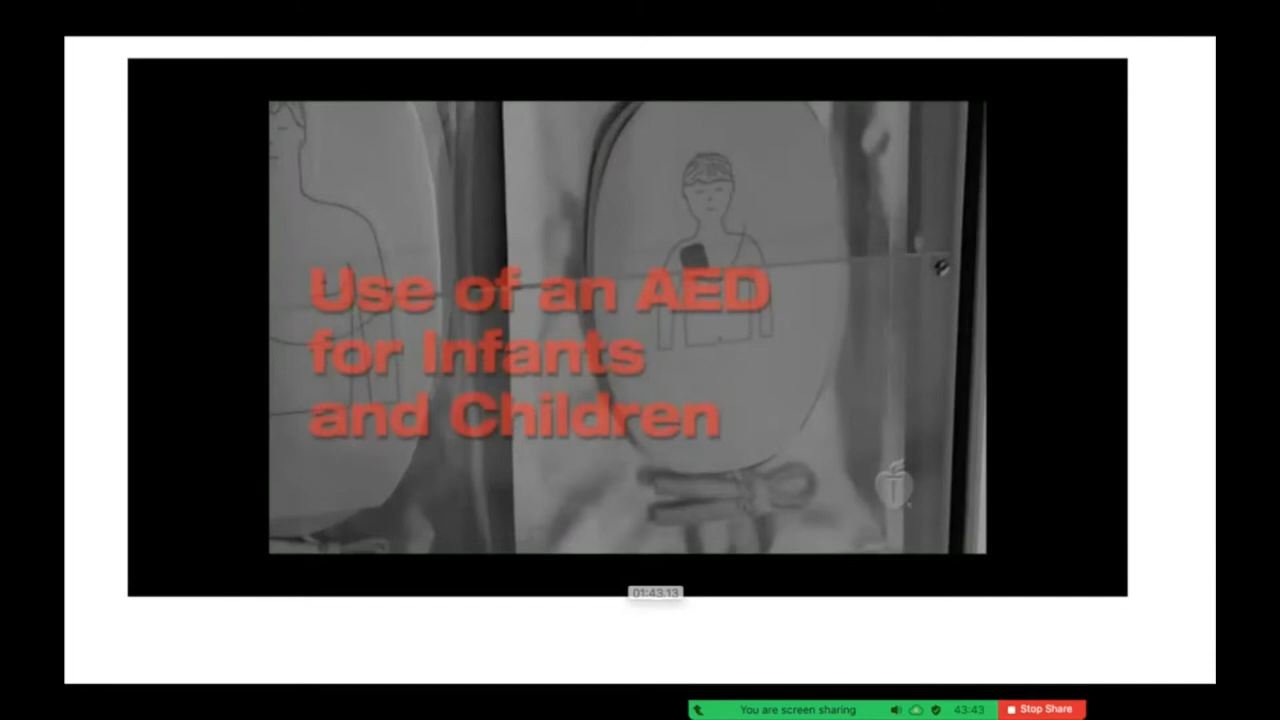 Use of an AED
for Infants
and Children
01:43.13
You are screen sharing
43:43
Stop Share